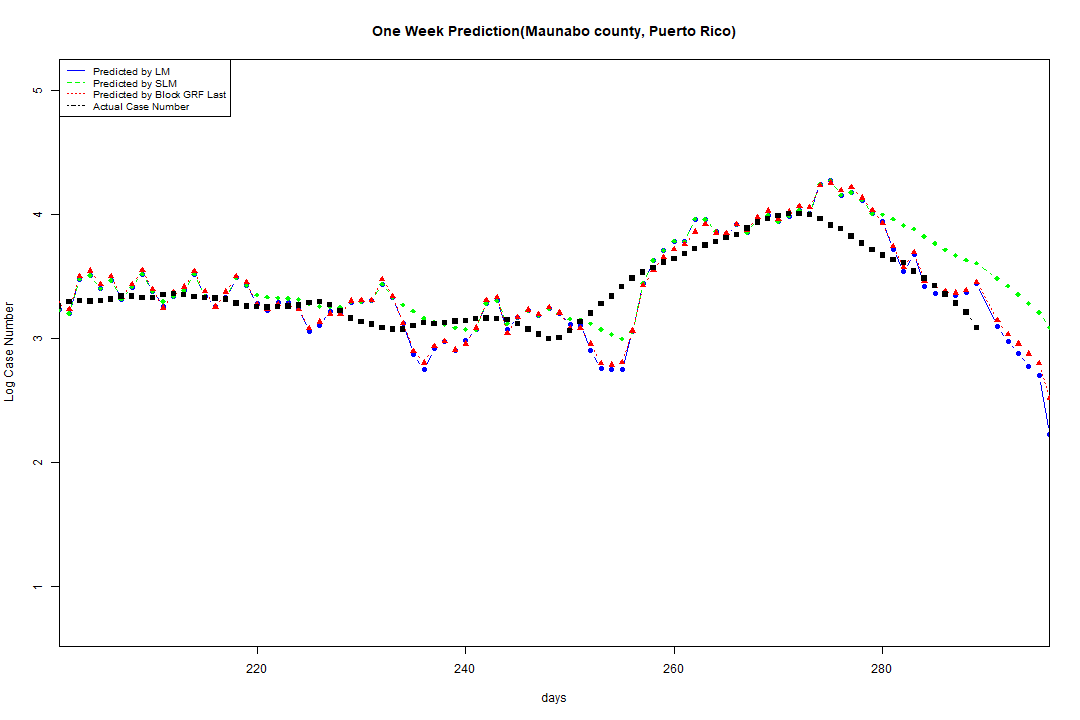 One Week Prediction(Maunabo county, Puerto Rico)
Predicted by LM
Predicted by SLM
Predicted by Block GRF Last
Actual Case Number
5
4
3
2
1
Log Case Number
220 240 260 280
days